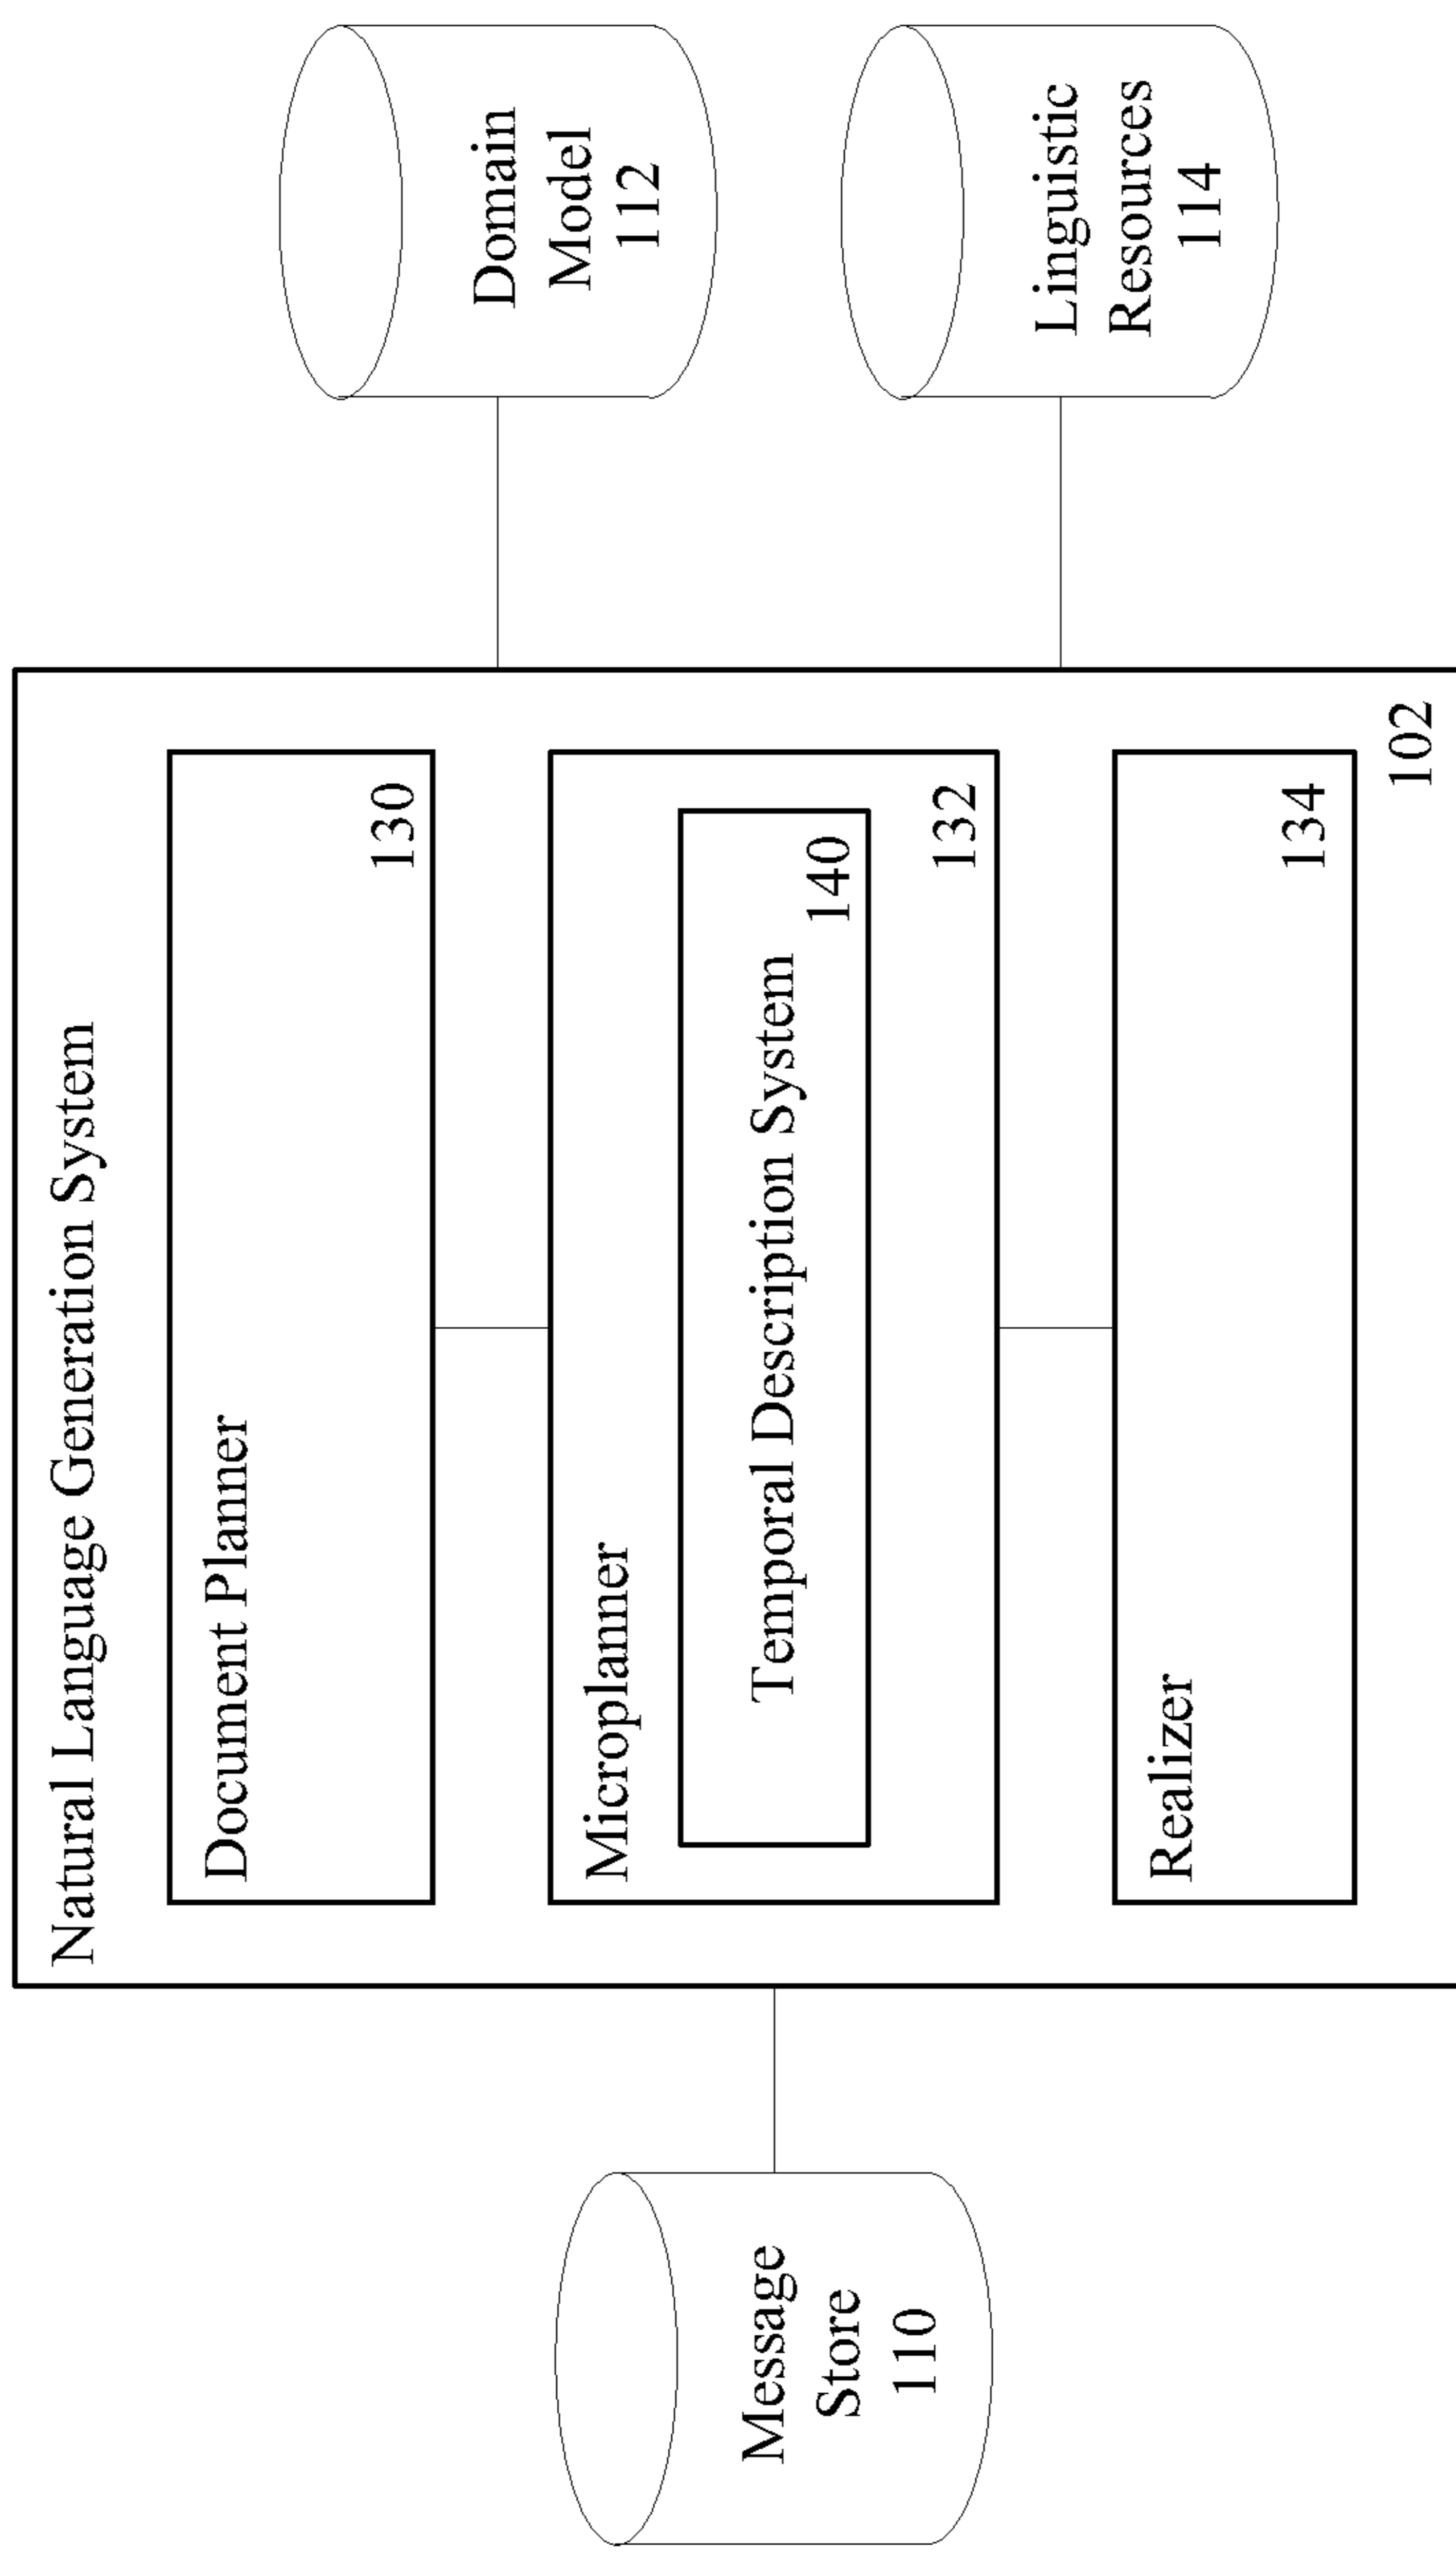 Natural Language Generation System
Document Planner
130
Microplanner
Temporal Description System
140
132
Realizer
134
102
Message
Store
110
Domain
Model
112
Linguistic
Resources
114